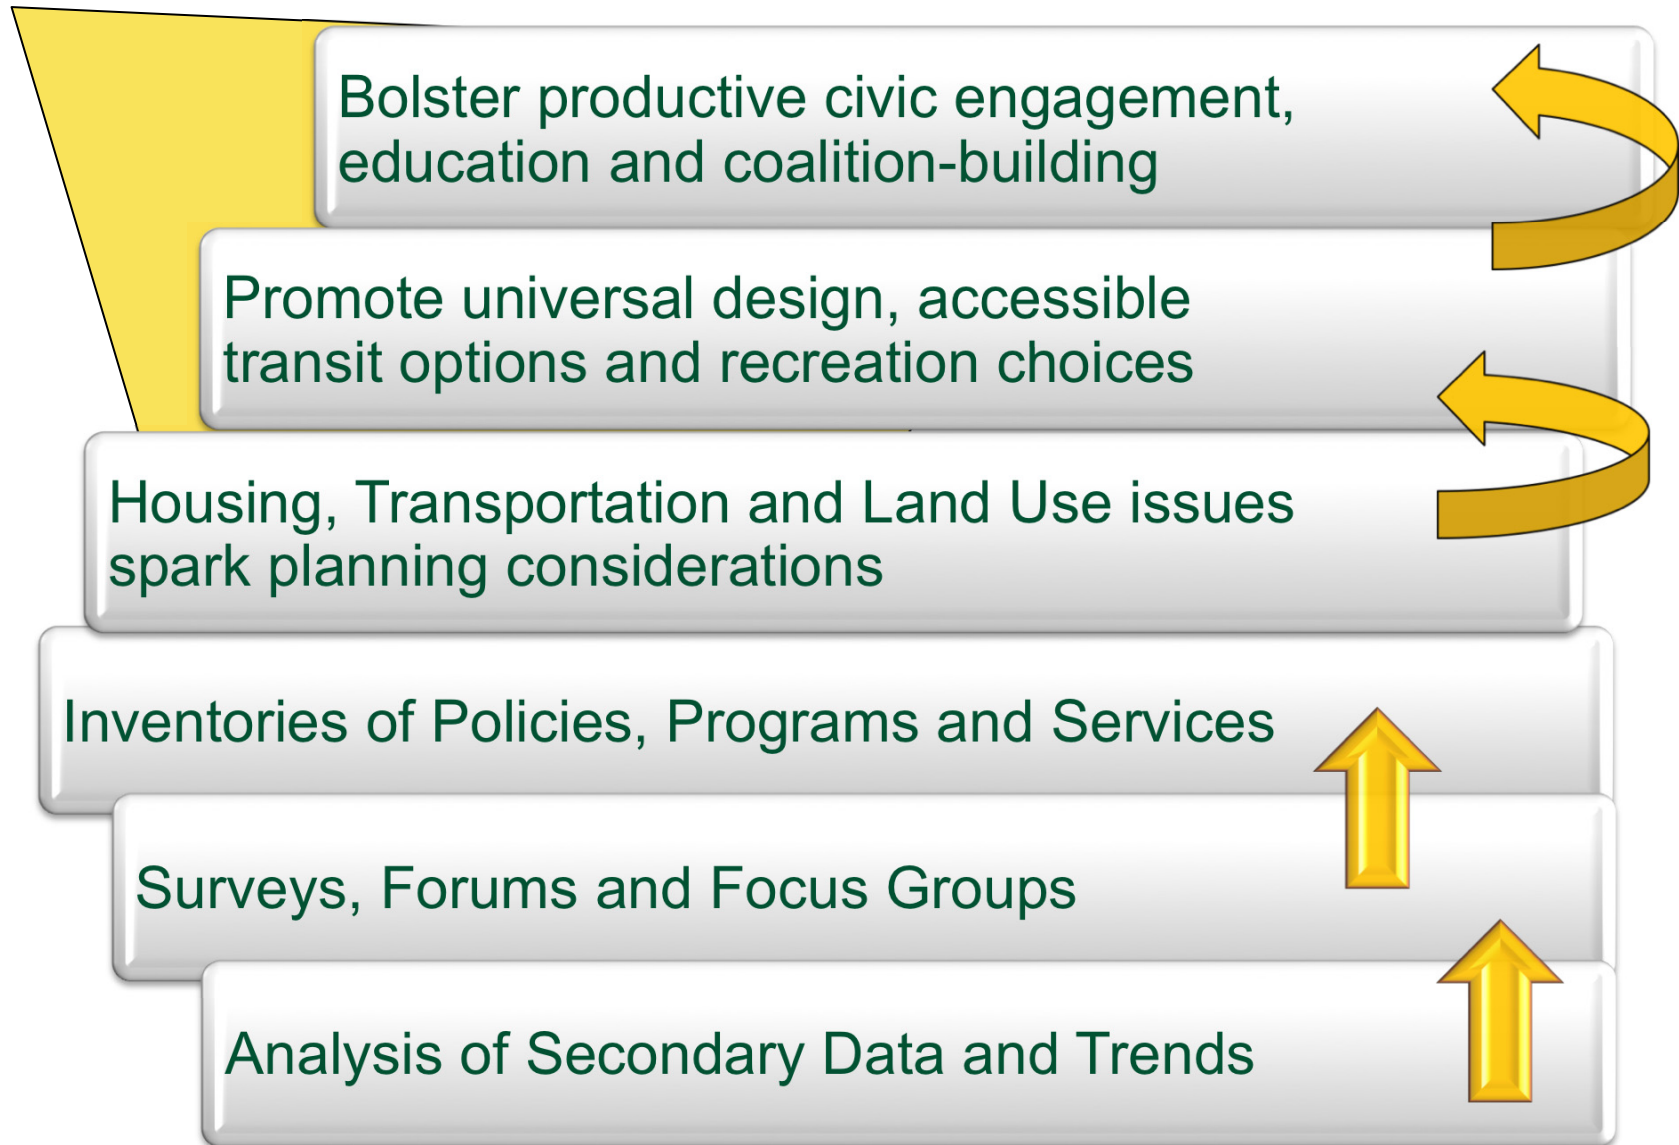 Bolster productive civic engagement,
education and coalition-building
Promote universal design, accessible
transit options and recreation choices
Housing, Transportation and Land Use issues
spark planning considerations
Inventories of Policies, Programs and Services
Surveys, Forums and Focus Groups
Analysis of Secondary Data and Trends